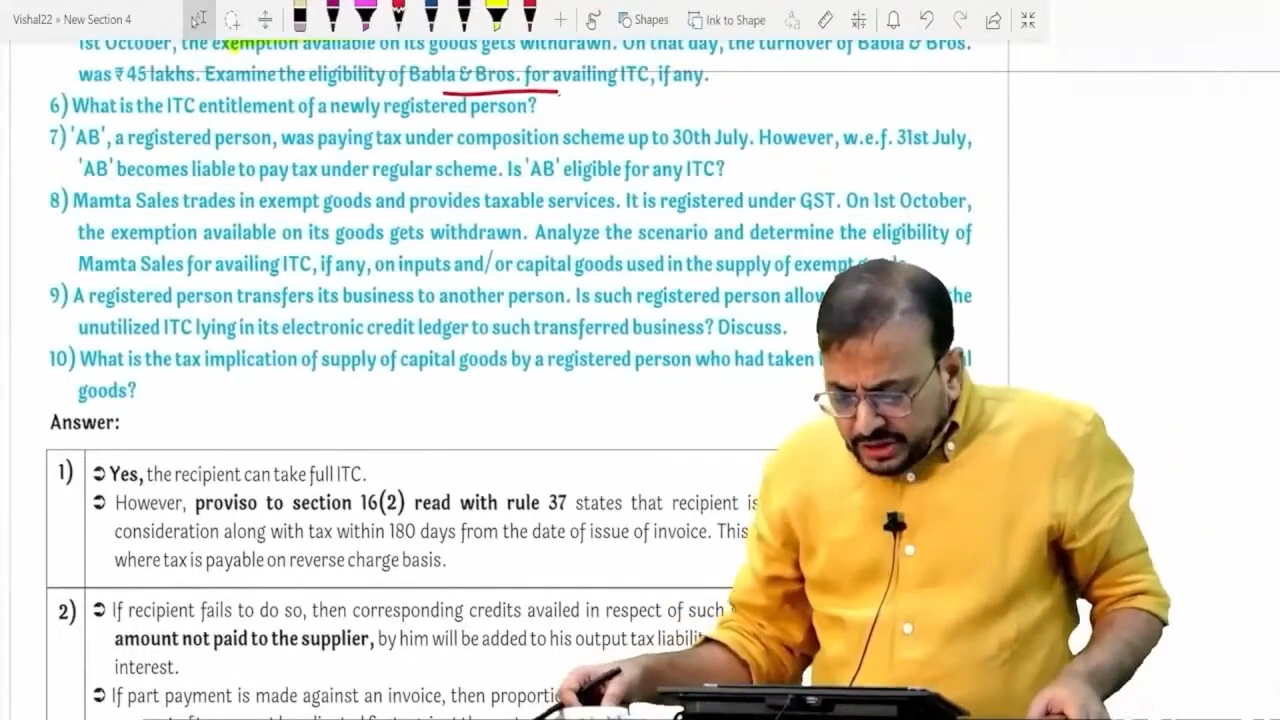 Vishal22 » New Section 4
Shapes
Ink to Shape
1st October, the exemption available on its goods gets withdrawn. On that day, the turnover of Babla & Bros.
was ₹ 45 lakhs. Examine the eligibility of Babla & Bros. for availing ITC, if any.
6) What is the ITC entitlement of a newly registered person?
7) 'AB', a registered person, was paying tax under composition scheme up to 30th July. However, w.e.f. 31st July,
'AB' becomes liable to pay tax under regular scheme. Is 'AB' eligible for any ITC?
8) Mamta Sales trades in exempt goods and provides taxable services. It is registered under GST. On 1st October,
the exemption available on its goods gets withdrawn. Analyze the scenario and determine the eligibility of
Mamta Sales for availing ITC, if any, on inputs and/or capital goods used in the supply of exempt
9) A registered person transfers its business to another person. Is such registered person
unutilized ITC lying in its electronic credit ledger to such transferred business? Discuss.
10) What is the tax implication of supply of capital goods by a registered person who had taken
goods?
Answer:
1) ➲ Yes, the recipient can take full ITC.
➲ However, proviso to section 16(2) read with rule 37 states that recipient is
consideration along with tax within 180 days from the date of issue of invoice. This
where tax is payable on reverse charge basis.
2) ➲ If recipient fails to do so, then corresponding credits availed in respect of such
amount not paid to the supplier, by him will be added to his output tax
interest.
➲ If part payment is made against an invoice, then